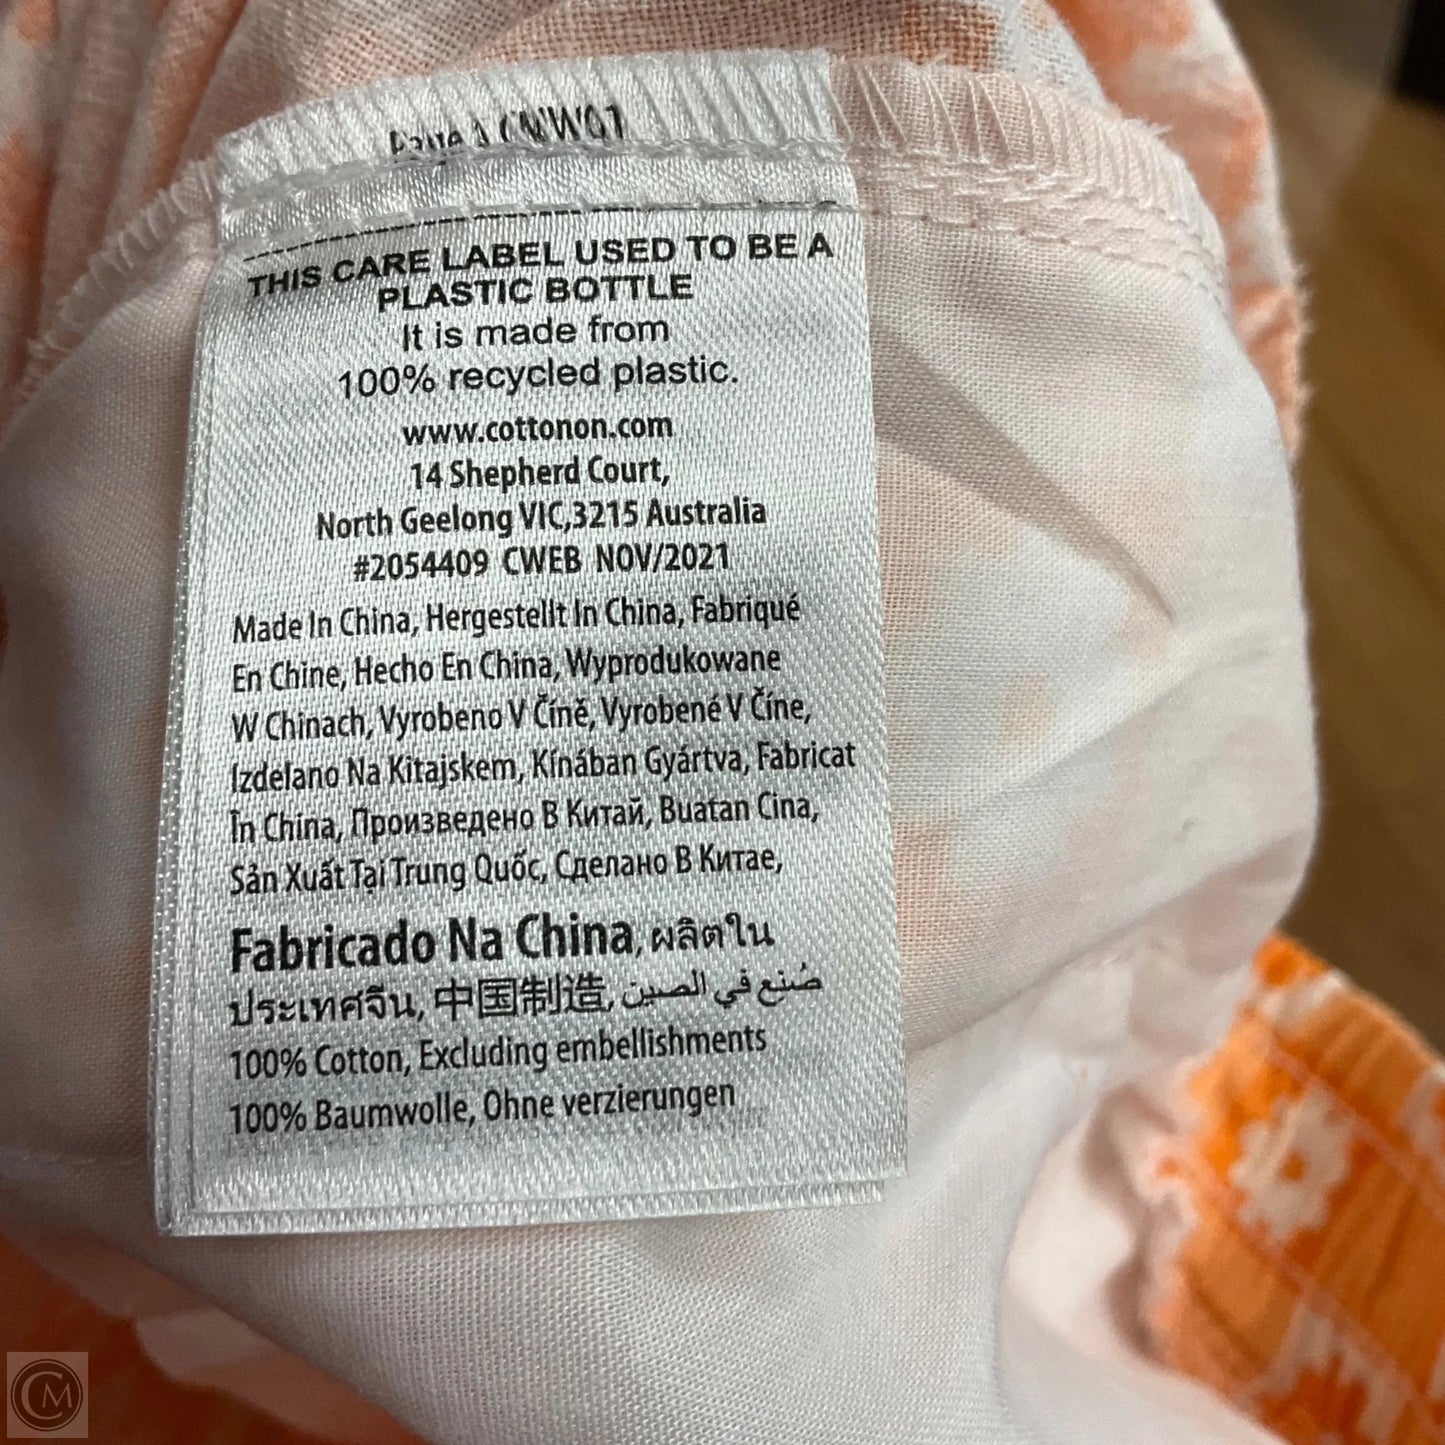 THIS CARE LABEL USED TO BE A
PLASTIC BOTTLE
It is made from
100% recycled plastic.
www.cottonon.com
14 Shepherd Court,
North Geelong VIC,3215 Australia
#2054409 CWEB NOV/2021
Made In China, Hergestellt In China, Fabriqué
En Chine, Hecho En China, Wyprodukowane
W Chinach, Vyrobeno V Číně, Vyrobené V Číne,
Izdelano Na Kitajskem, Kínában Gyártva, Fabricat
În China, Произведено В Китай, Buatan Cina,
Sản Xuất Tại Trung Quốc, Сделано В Китае,
Fabricado Na China, ผลิตใน
ประเทศจีน, 中国制造, صُنع في الصين
100% Cotton, Excluding embellishments
100% Baumwolle, Ohne verzierungen
CM